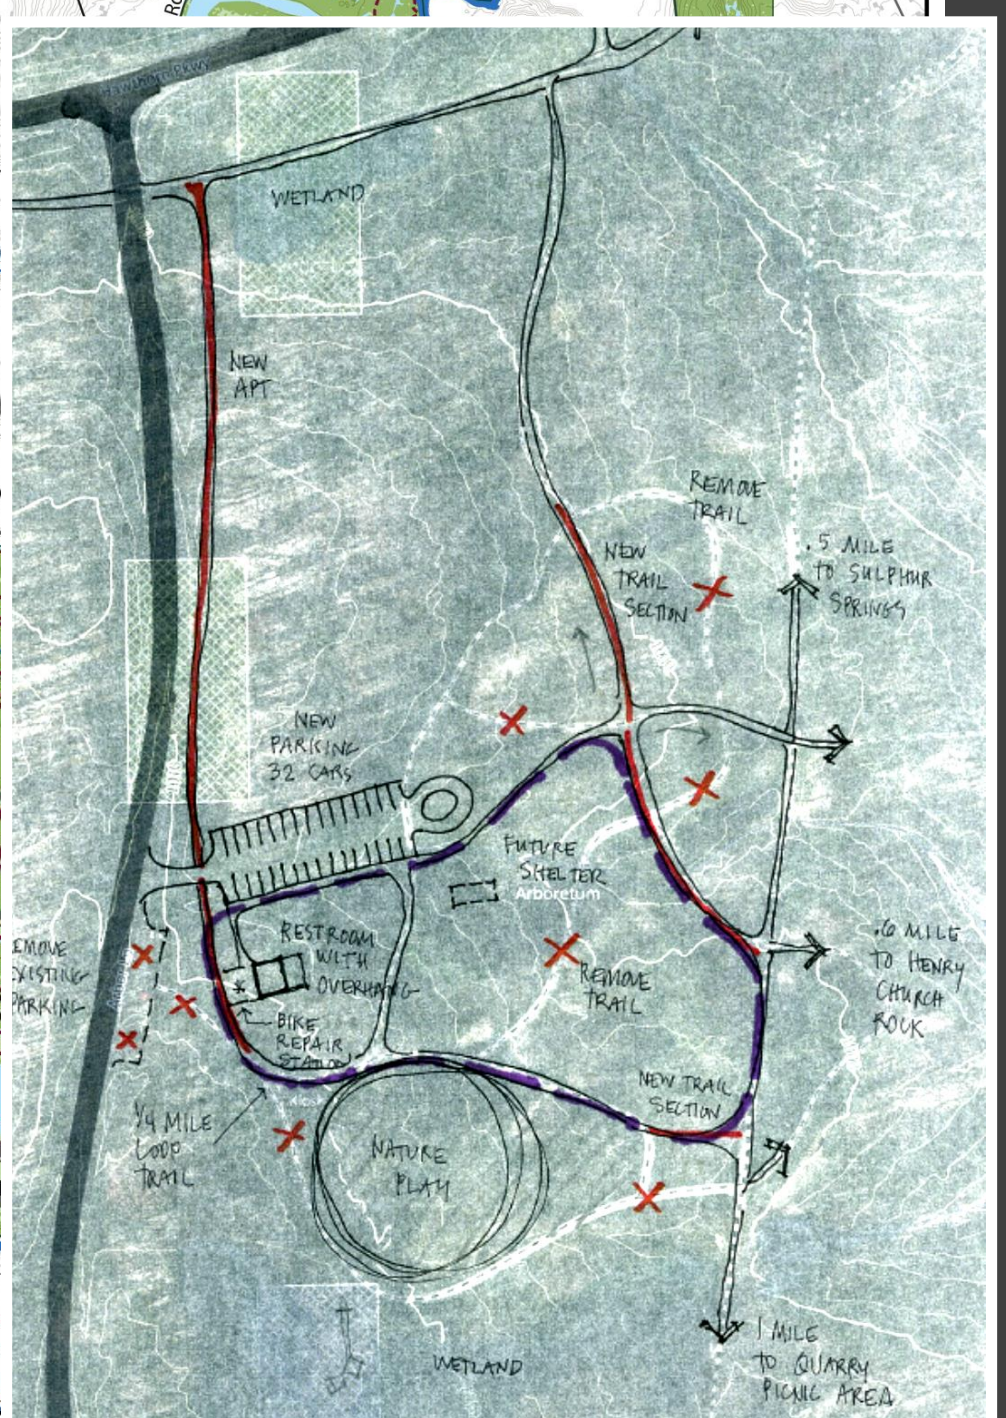 Hawthorn Pkwy
WETLAND
NEW
APT
REMOVE
TRAIL
.5 MILE
TO SULPHUR
SPRINGS
NEW
TRAIL
SECTION
NEW
PARKING
32 CARS
FUTURE
SHELTER
Arboretum
RESTROOM
WITH
OVERHANG
EMOVE
EXISTING
PARKING
REMOVE
TRAIL
.6 MILE
TO HENRY
CHURCH
ROCK
BIKE
REPAIR
STATION
NEW TRAIL
SECTION
1/4 MILE
LOOP
TRAIL
NATURE
PLAY
1 MILE
TO QUARRY
PICNIC AREA
WETLAND